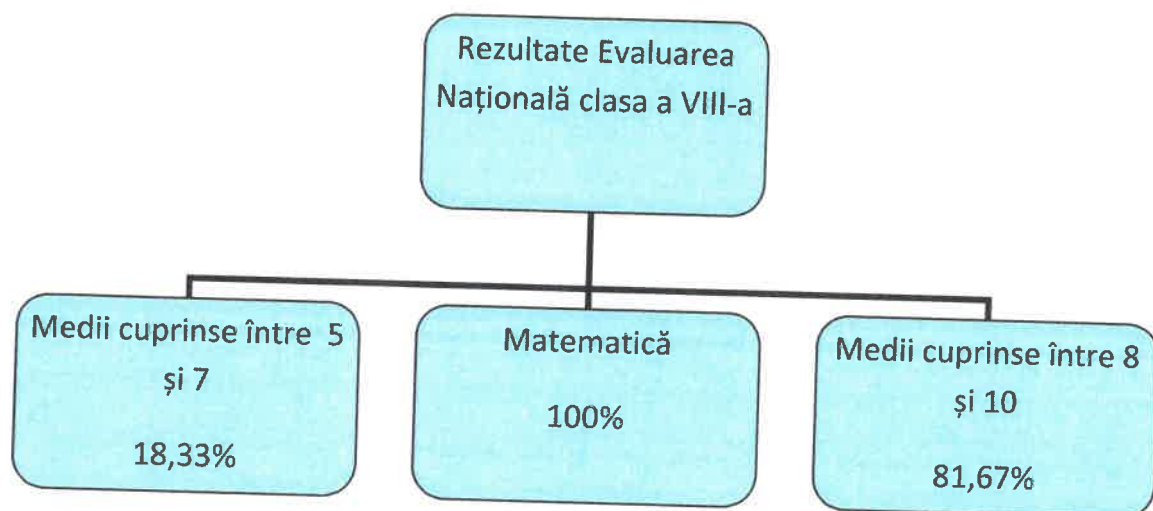 Rezultate Evaluarea
Națională clasa a VIII-a
Medii cuprinse între 5
și 7
18,33%
Matematică
100%
Medii cuprinse între 8
și 10
81,67%